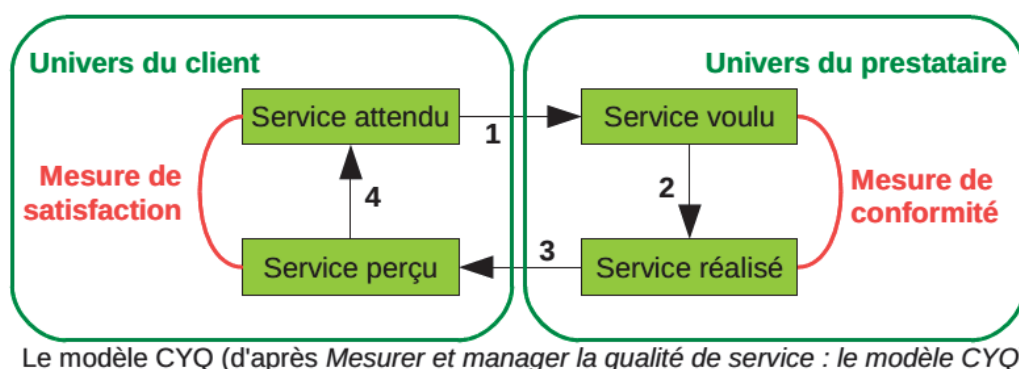 Univers du client
Univers du prestataire
Service attendu
1
Service voulu
Mesure de
satisfaction
4
2
Mesure de
conformité
Service perçu
3
Service réalisé
Le modèle CYQ (d'après Mesurer et manager la qualité de service : le modèle CYQ